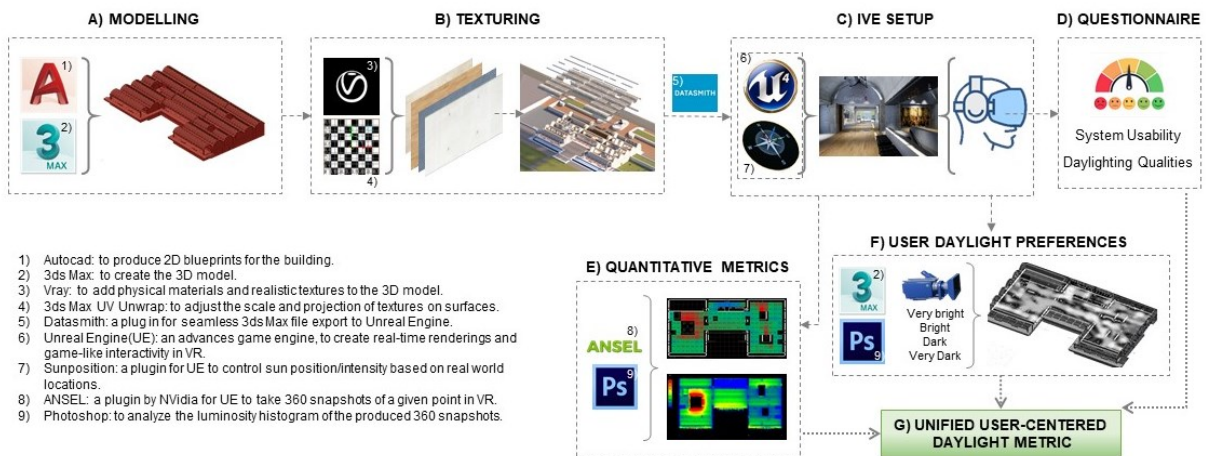 A) MODELLING
B) TEXTURING
C) IVE SETUP
D) QUESTIONNAIRE
1)
A
2)
3
MAX
3)
4)
5)
DATASMITH
6)
U 4
7)
System Usability
Daylighting Qualities
E) QUANTITATIVE METRICS
8)
ANSEL
9
Ps
F) USER DAYLIGHT PREFERENCES
2)
3
MAX
Ps
9)
Very bright
Bright
Dark
Very Dark
G) UNIFIED USER-CENTERED
DAYLIGHT METRIC
1) Autocad: to produce 2D blueprints for the building.
2) 3ds Max: to create the 3D model.
3) Vray: to add physical materials and realistic textures to the 3D model.
4) 3ds Max UV Unwrap: to adjust the scale and projection of textures on surfaces.
5) Datasmith: a plugin for seamless 3ds Max file export to Unreal Engine.
6) Unreal Engine(UE): an advances game engine, to create real-time renderings and
game-like interactivity in VR.
7) Sunposition: a plugin for UE to control sun position/intensity based on real world
locations.
8) ANSEL: a plugin by NVidia for UE to take 360 snapshots of a given point in VR.
9) Photoshop: to analyze the luminosity histogram of the produced 360 snapshots.